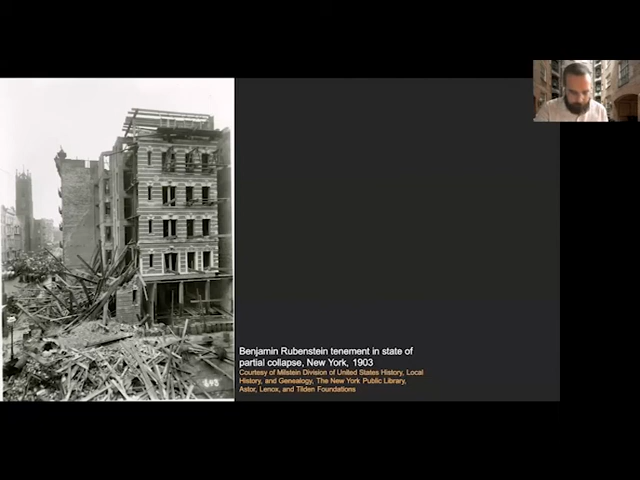 Benjamin Rubenstein tenement in state of
partial collapse, New York, 1903
Courtesy of Milstein Division of United States History, Local
History, and Genealogy, The New York Public Library,
Astor, Lenox, and Tilden Foundations